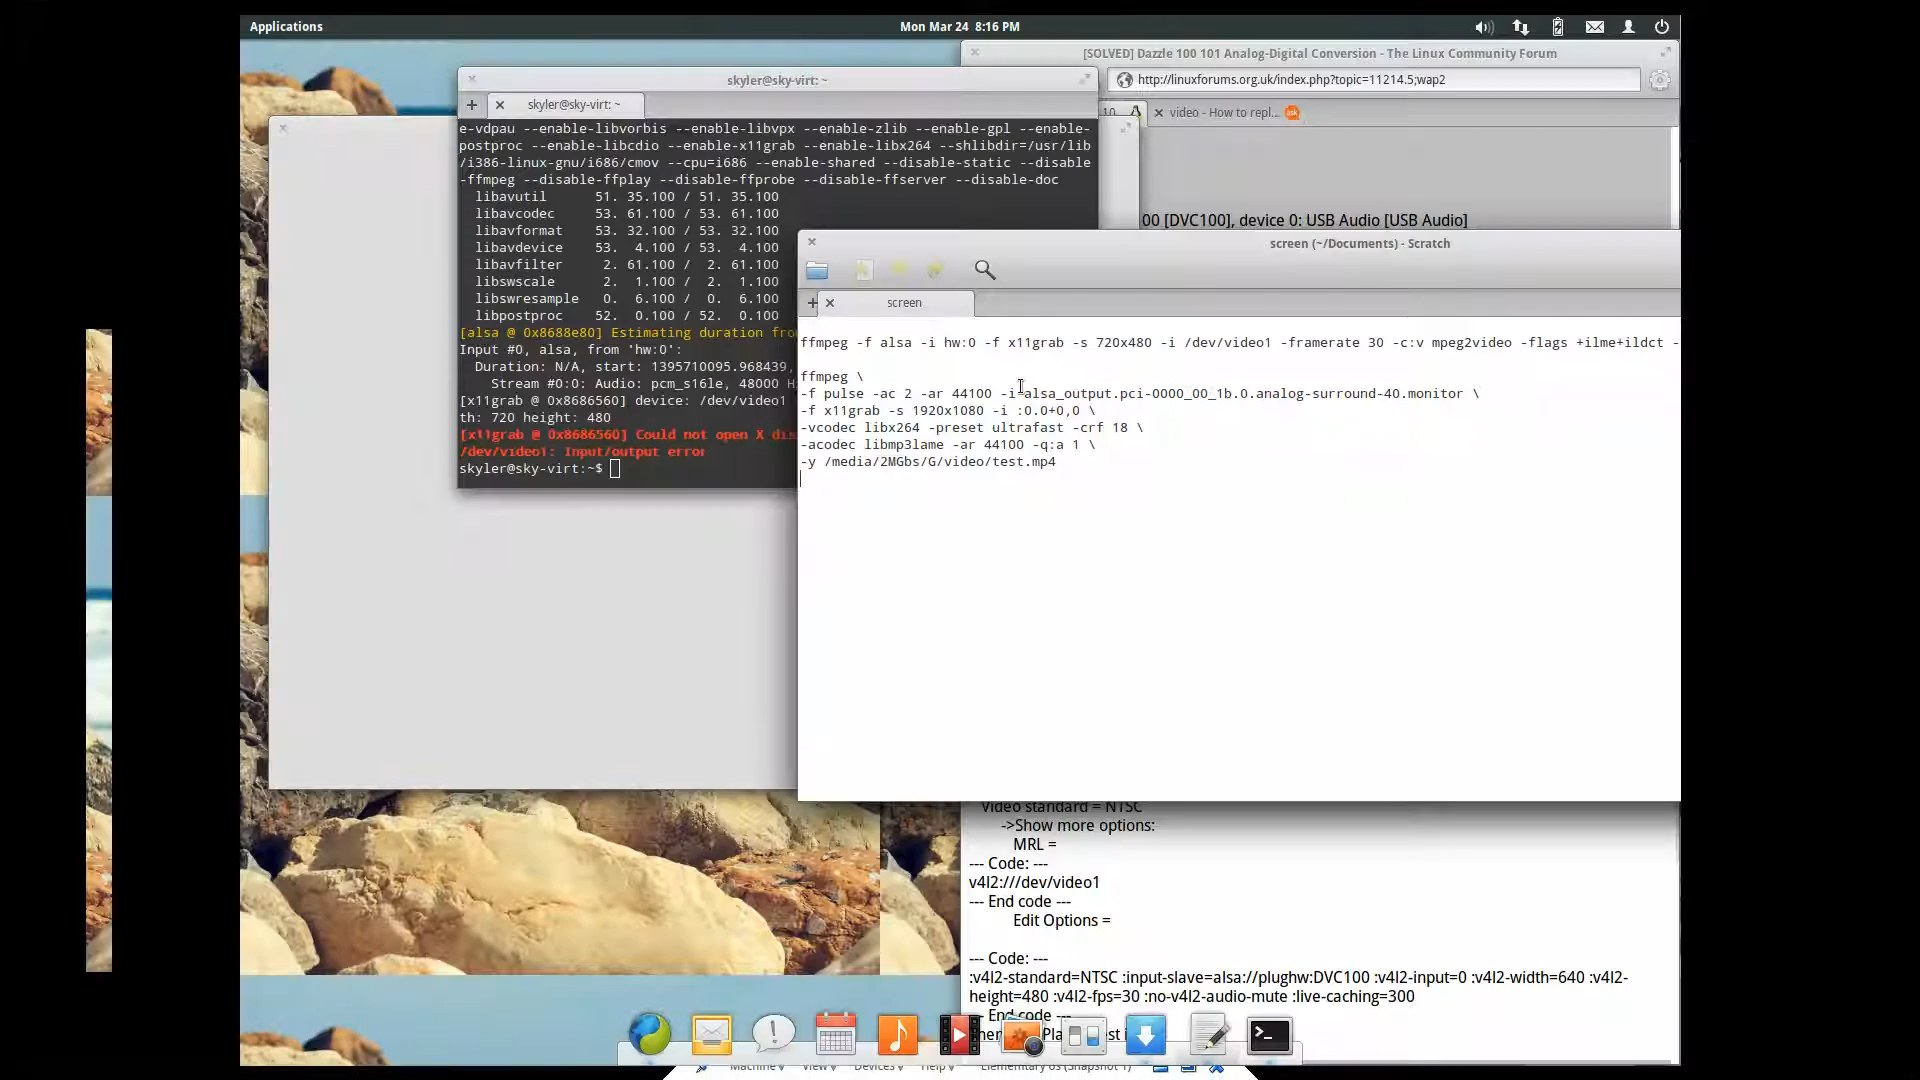 Applications
Mon Mar 24 8:16 PM
[SOLVED] Dazzle 100 101 Analog-Digital Conversion - The Linux Community Forum
http://linuxforums.org.uk/index.php?topic=11214.5;wap2
video - How to repl...
00 [DVC100], device 0: USB Audio [USB Audio]
skyler@sky-virt: ~
skyler@sky-virt: ~
e-vdpau --enable-libvorbis --enable-libvpx --enable-zlib --enable-gpl --enable-
postproc --enable-libcdio --enable-x11grab --enable-libx264 --shlibdir=/usr/lib
/i386-linux-gnu/i686/cmov --cpu=i686 --enable-shared --disable-static --disable
-ffmpeg --disable-ffplay --disable-ffprobe --disable-ffserver --disable-doc
libavutil 51. 35.100 / 51. 35.100
libavcodec 53. 61.100 / 53. 61.100
libavformat 53. 32.100 / 53. 32.100
libavdevice 53. 4.100 / 53. 4.100
libavfilter 2. 61.100 / 2. 61.100
libswscale 2. 1.100 / 2. 1.100
libswresample 0. 6.100 / 0. 6.100
libpostproc 52. 0.100 / 52. 0.100
[alsa @ 0x8688e80] Estimating duration fro
Input #0, alsa, from 'hw:0':
Duration: N/A, start: 1395710095.968439,
Stream #0:0: Audio: pcm_s16le, 48000 H
[x11grab @ 0x8686560] device: /dev/video1
th: 720 height: 480
[x11grab @ 0x8686560] Could not open X dis
/dev/video1: Input/output error
skyler@sky-virt:~$
screen (~/Documents) - Scratch
screen
ffmpeg -f alsa -i hw:0 -f x11grab -s 720x480 -i /dev/video1 -framerate 30 -c:v mpeg2video -flags +ilme+ildct -
ffmpeg \
-f pulse -ac 2 -ar 44100 -i alsa_output.pci-0000_00_1b.0.analog-surround-40.monitor \
-f x11grab -s 1920x1080 -i :0.0+0,0 \
-vcodec libx264 -preset ultrafast -crf 18 \
-acodec libmp3lame -ar 44100 -q:a 1 \
-y /media/2MGbs/G/video/test.mp4
Video standard = NTSC
->Show more options:
MRL =
--- Code: ---
v4l2:///dev/video1
--- End code ---
Edit Options =
--- Code: ---
:v4l2-standard=NTSC :input-slave=alsa://plughw:DVC100 :v4l2-input=0 :v4l2-width=640 :v4l2-
height=480 :v4l2-fps=30 :no-v4l2-audio-mute :live-caching=300
End code ---
Machine View Devices Help Elementary os (Snapshot 1)